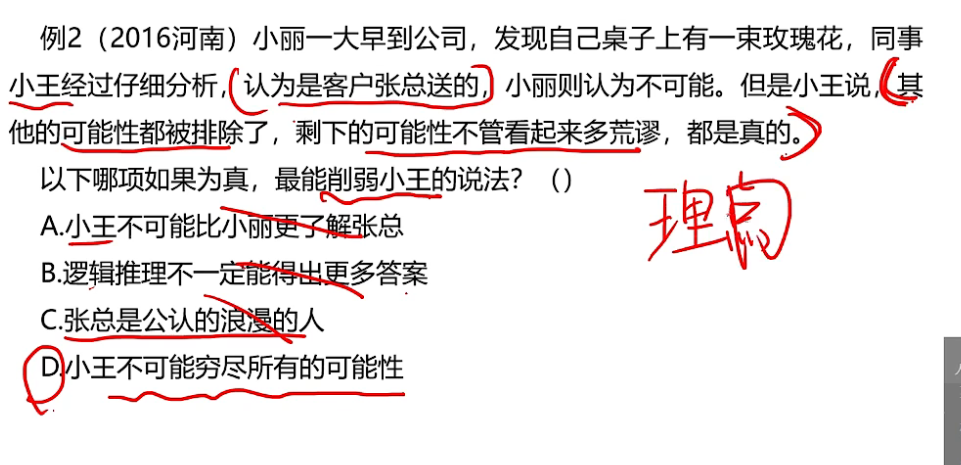 例2（2016河南）小丽一大早到公司，发现自己桌子上有一束玫瑰花，同事
小王经过仔细分析，认为是客户张总送的，小丽则认为不可能。但是小王说，其
他的可能性都被排除了，剩下的可能性不管看起来多荒谬，都是真的。
以下哪项如果为真，最能削弱小王的说法？（）
A.小王不可能比小丽更了解张总
B.逻辑推理不一定能得出更多答案
C.张总是公认的浪漫的人
D.小王不可能穷尽所有的可能性
理